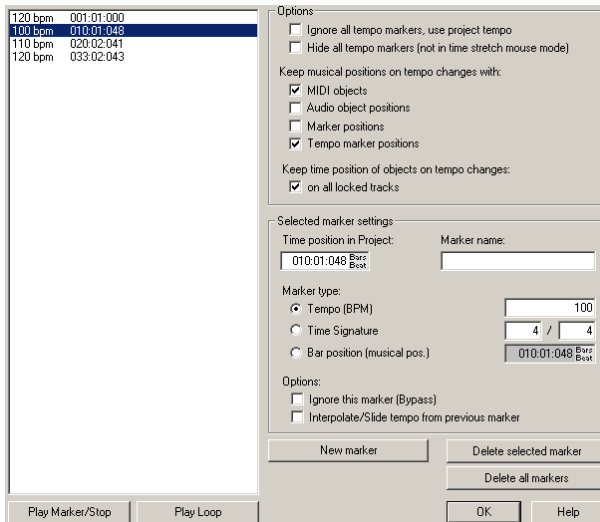 120 bpm 001:01:000
100 bpm 010:01:048
110 bpm 020:02:041
120 bpm 033:02:043
Options
Ignore all tempo markers, use project tempo
Hide all tempo markers (not in time stretch mouse mode)
Keep musical positions on tempo changes with:
MIDI objects
Audio object positions
Marker positions
Tempo marker positions
Keep time position of objects on tempo changes:
on all locked tracks
Selected marker settings
Time position in Project: Marker name:
010:01:048 Bars Beat
Marker type:
Tempo (BPM) 100
Time Signature 4 / 4
Bar position (musical pos.) 010:01:048 Bars Beat
Options:
Ignore this marker (Bypass)
Interpolate/Slide tempo from previous marker
New marker Delete selected marker
Delete all markers
Play Marker/Stop Play Loop OK Help